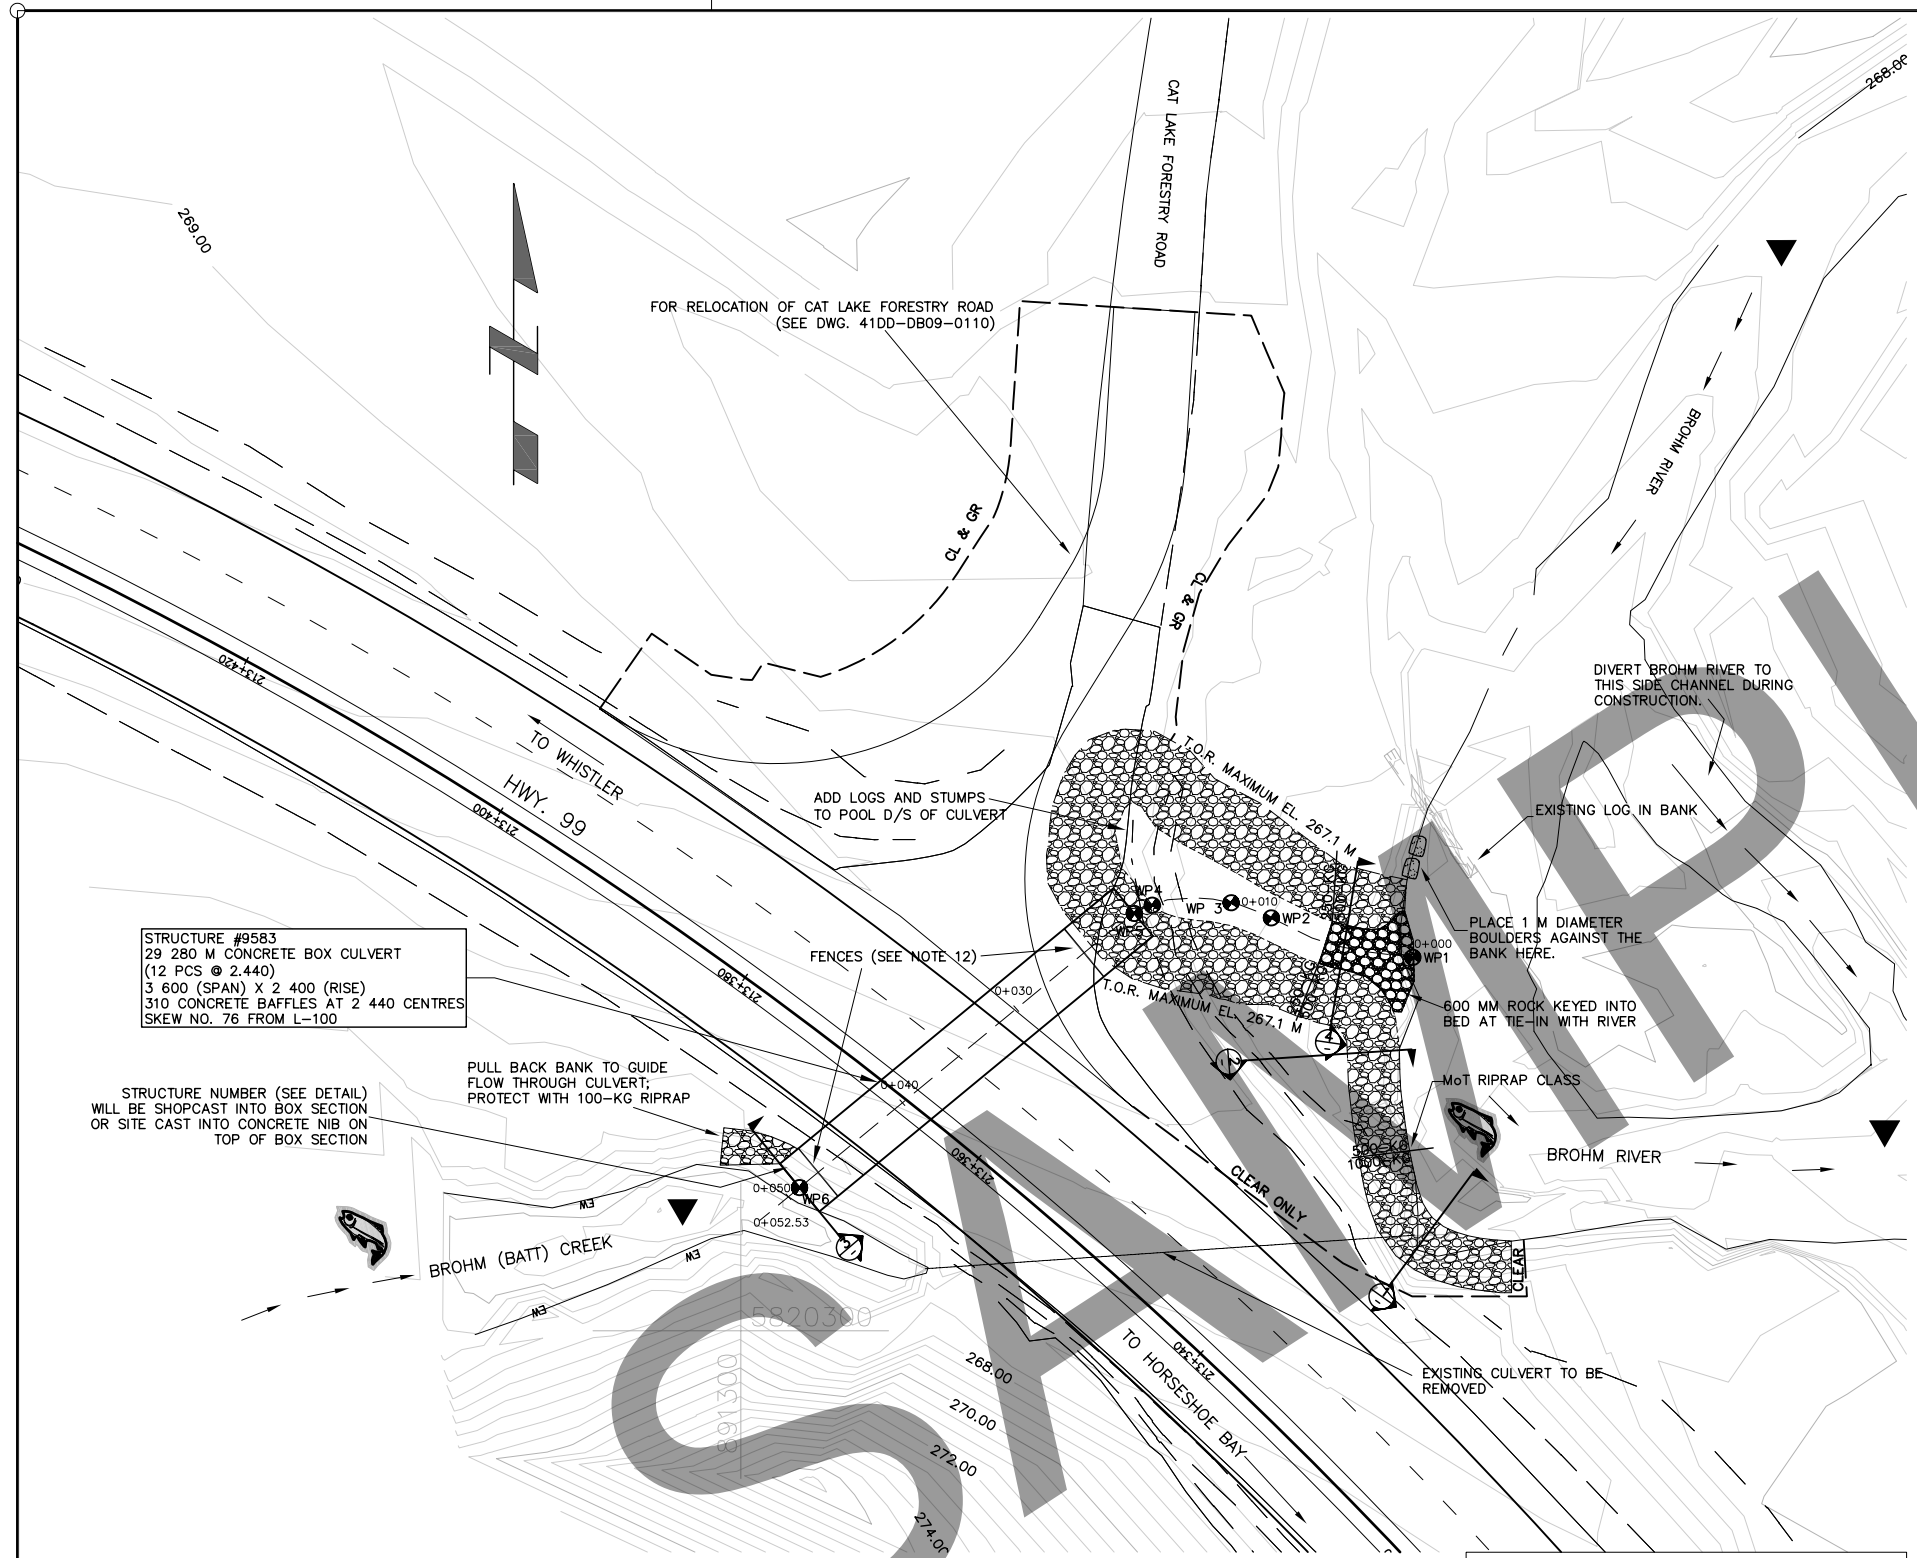 268.00
CAT LAKE FORESTRY ROAD
269.00
FOR RELOCATION OF CAT LAKE FORESTRY ROAD
(SEE DWG. 41DD-DB09-0110)
BROHM RIVER
CL & GR
CL & GR
213+420
TO WHISTLER
HWY. 99
213+400
DIVERT BROHM RIVER TO
THIS SIDE CHANNEL DURING
CONSTRUCTION.
T.O.R. MAXIMUM EL. 267.1 M
ADD LOGS AND STUMPS
TO POOL D/S OF CULVERT
EXISTING LOG IN BANK
WP4
WP 3
0+010
WP2
WP5
PLACE 1 M DIAMETER
BOULDERS AGAINST THE
BANK HERE.
0+000
WP1
STRUCTURE #9583
29 280 M CONCRETE BOX CULVERT
(12 PCS @ 2.440)
3 600 (SPAN) X 2 400 (RISE)
310 CONCRETE BAFFLES AT 2 440 CENTRES
SKEW NO. 76 FROM L-100
FENCES (SEE NOTE 12)
213+380
0+030
T.O.R. MAXIMUM EL. 267.1 M
600 MM ROCK KEYED INTO
BED AT TIE-IN WITH RIVER
4
-
2
-
PULL BACK BANK TO GUIDE
FLOW THROUGH CULVERT;
PROTECT WITH 100-KG RIPRAP
0+040
MoT RIPRAP CLASS
STRUCTURE NUMBER (SEE DETAIL)
WILL BE SHOPCAST INTO BOX SECTION
OR SITE CAST INTO CONCRETE NIB ON
TOP OF BOX SECTION
213+360
BROHM RIVER
CLEAR ONLY
0+050
WP6
0+052.53
EW
EW
EW
BROHM (BATT) CREEK
3
-
CLEAR
1
-
5820300
891300
213+340
TO HORSESHOE BAY
EXISTING CULVERT TO BE
REMOVED
268.00
270.00
272.00
274.00